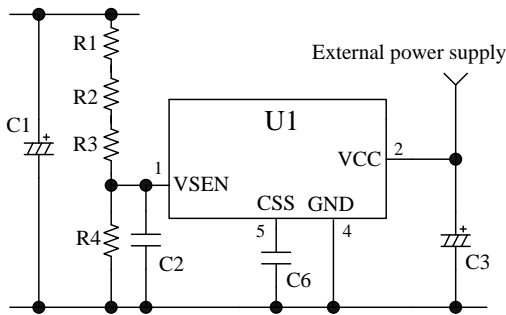 R1
External power supply
R2
U1
C1
+
R3
VCC
2
1
VSEN
CSS
GND
R4
5
4
+
C2
C6
C3